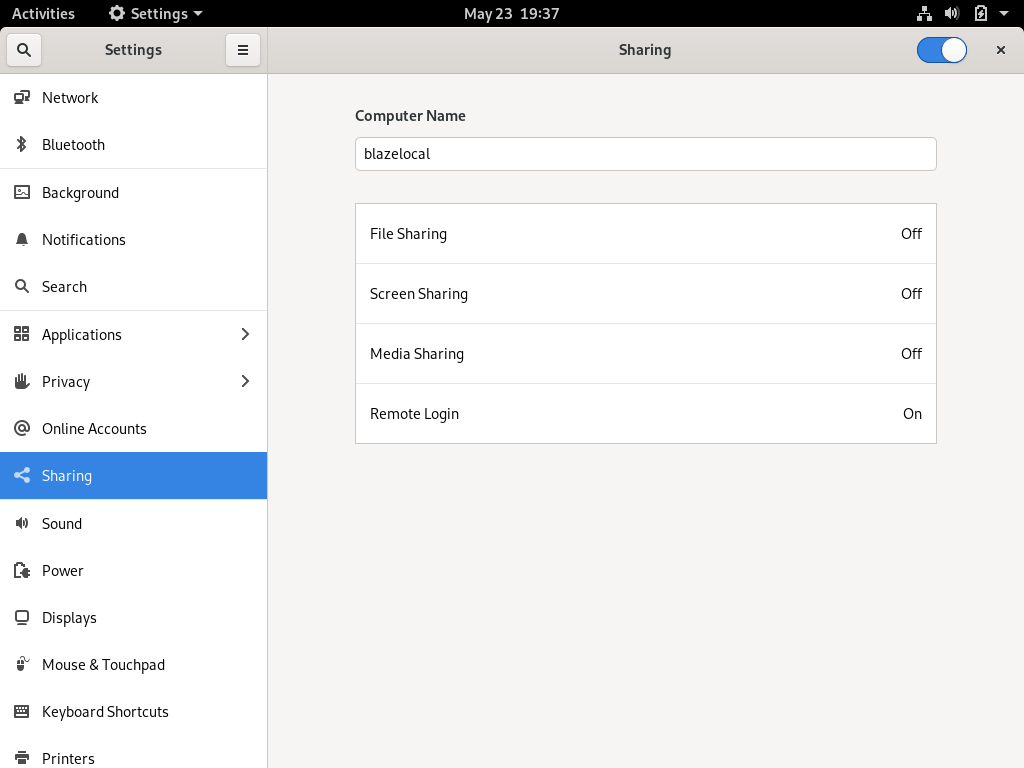 Activities
Settings
May 23 19:37
Settings
Sharing
Network
Bluetooth
Background
Notifications
Search
Applications
Privacy
Online Accounts
Sharing
Sound
Power
Displays
Mouse & Touchpad
Keyboard Shortcuts
Printers
Computer Name
blazelocal
File Sharing Off
Screen Sharing Off
Media Sharing Off
Remote Login On